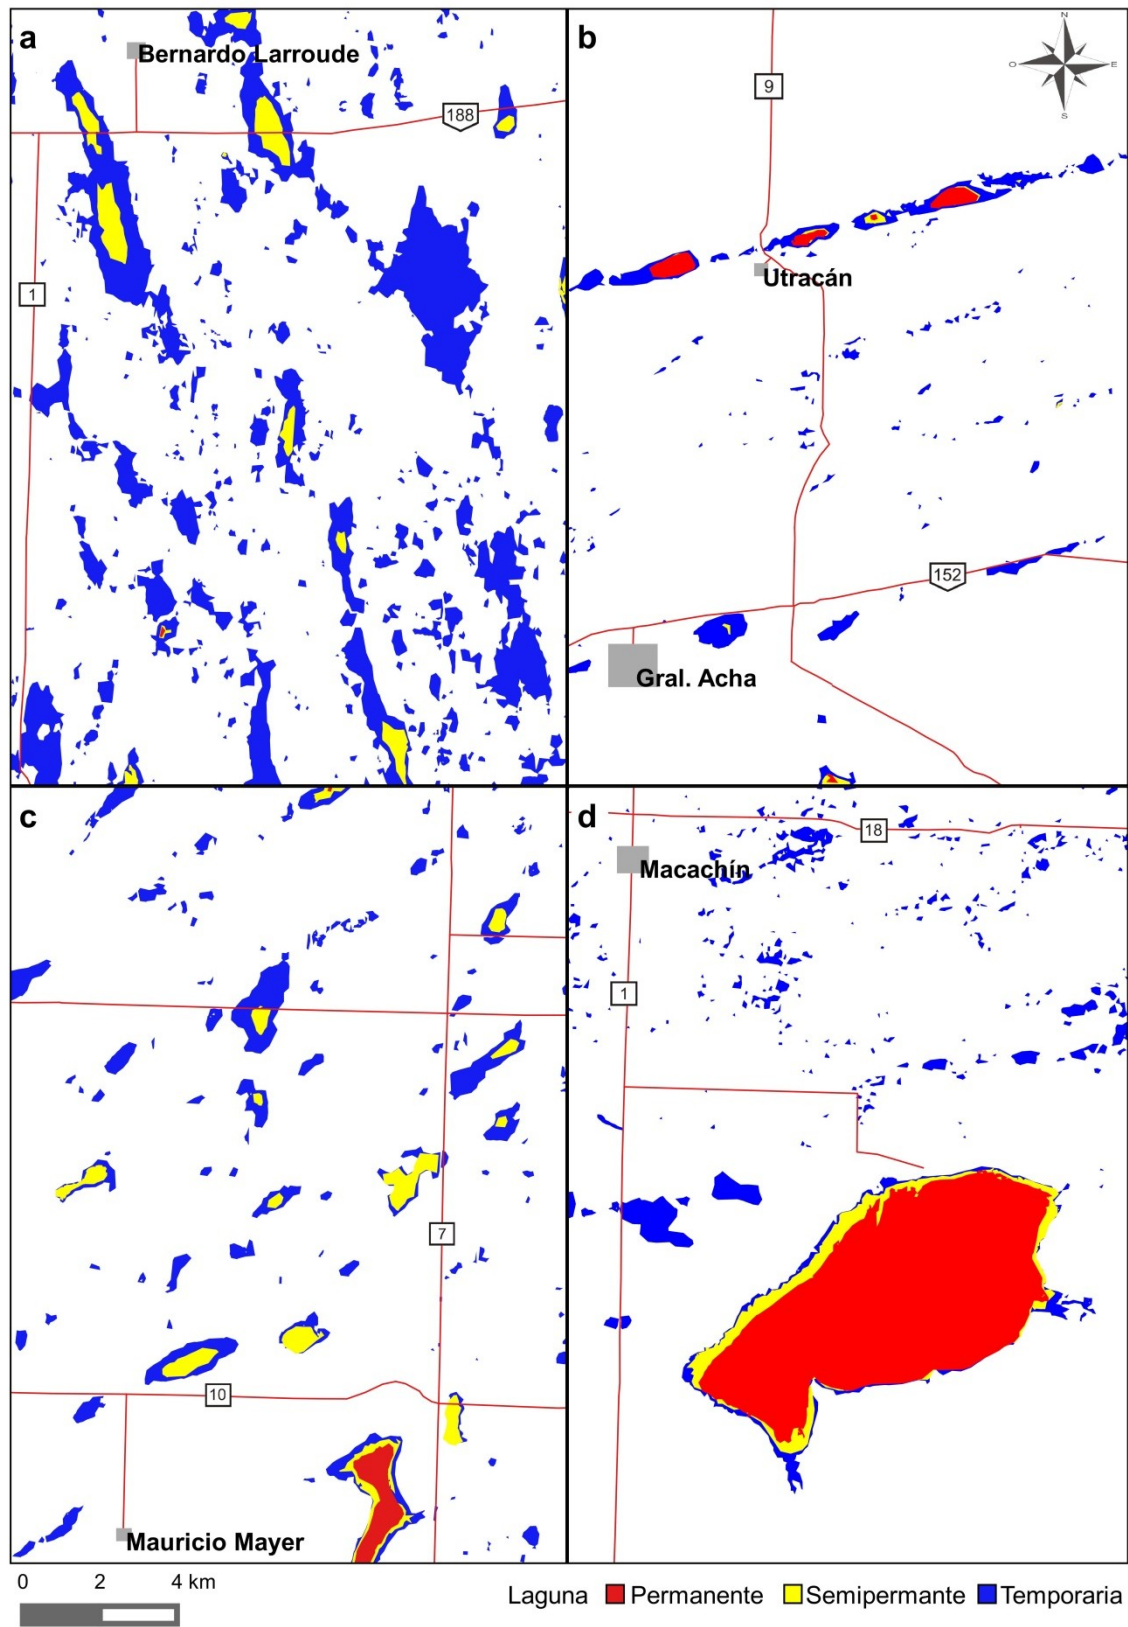 a
Bernardo Larroude
188
1
b
N
O
E
S
9
Utracán
152
Gral. Acha
c
7
10
Mauricio Mayer
d
18
Macachín
1
0 2 4 km
Laguna Permanente Semipermante Temporaria